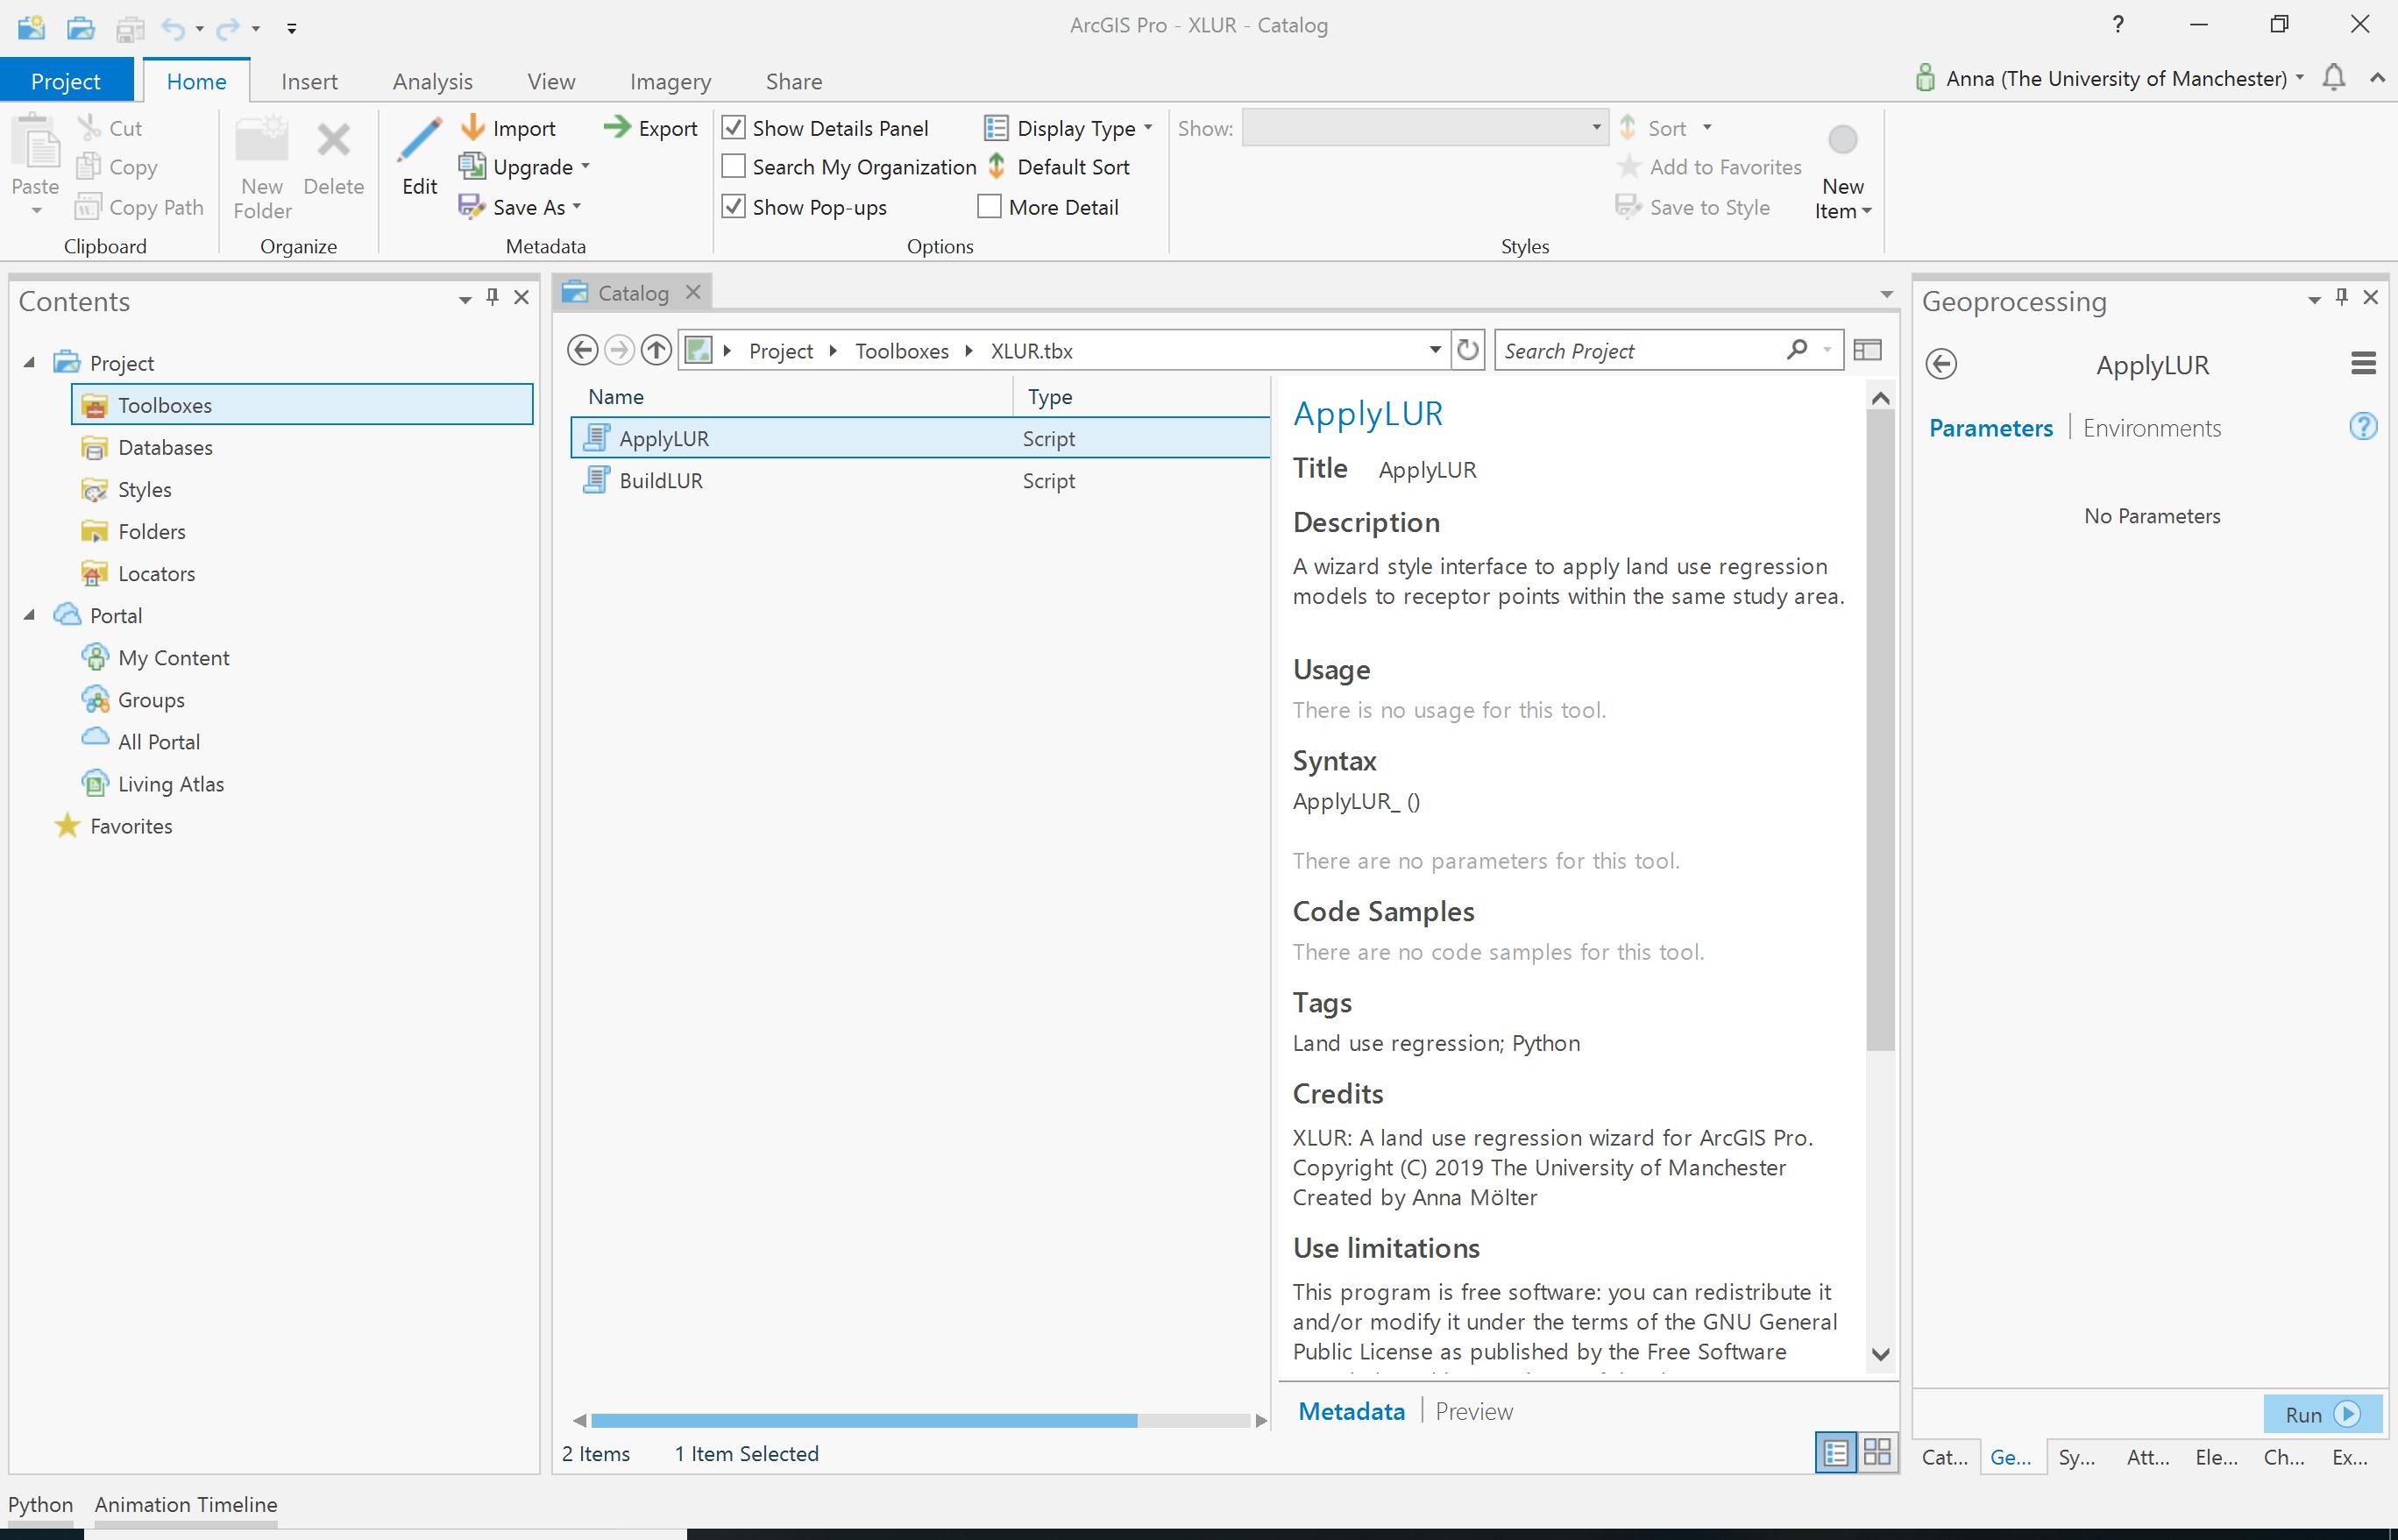 ArcGIS Pro - XLUR - Catalog
?
Project Home Insert Analysis View Imagery Share
Anna (The University of Manchester)
Paste
Cut
Copy
Copy Path
Clipboard
New Folder
Delete
Organize
Edit
Import
Upgrade
Save As
Export
Metadata
Show Details Panel
Search My Organization
Show Pop-ups
Display Type
Default Sort
More Detail
Options
Show:
Sort
Add to Favorites
Save to Style
New Item
Styles
Contents
Project
Toolboxes
Databases
Styles
Folders
Locators
Portal
My Content
Groups
All Portal
Living Atlas
Favorites
Catalog
Project Toolboxes XLUR.tbx
Search Project
Name Type
ApplyLUR Script
BuildLUR Script
2 Items 1 Item Selected
ApplyLUR
Title ApplyLUR
Description
A wizard style interface to apply land use regression
models to receptor points within the same study area.
Usage
There is no usage for this tool.
Syntax
ApplyLUR_ ()
There are no parameters for this tool.
Code Samples
There are no code samples for this tool.
Tags
Land use regression; Python
Credits
XLUR: A land use regression wizard for ArcGIS Pro.
Copyright (C) 2019 The University of Manchester
Created by Anna Mölter
Use limitations
This program is free software: you can redistribute it
and/or modify it under the terms of the GNU General
Public License as published by the Free Software
Metadata Preview
Geoprocessing
ApplyLUR
Parameters Environments
?
No Parameters
Run
Cat... Ge... Sy... Att... Ele... Ch... Ex...
Python Animation Timeline